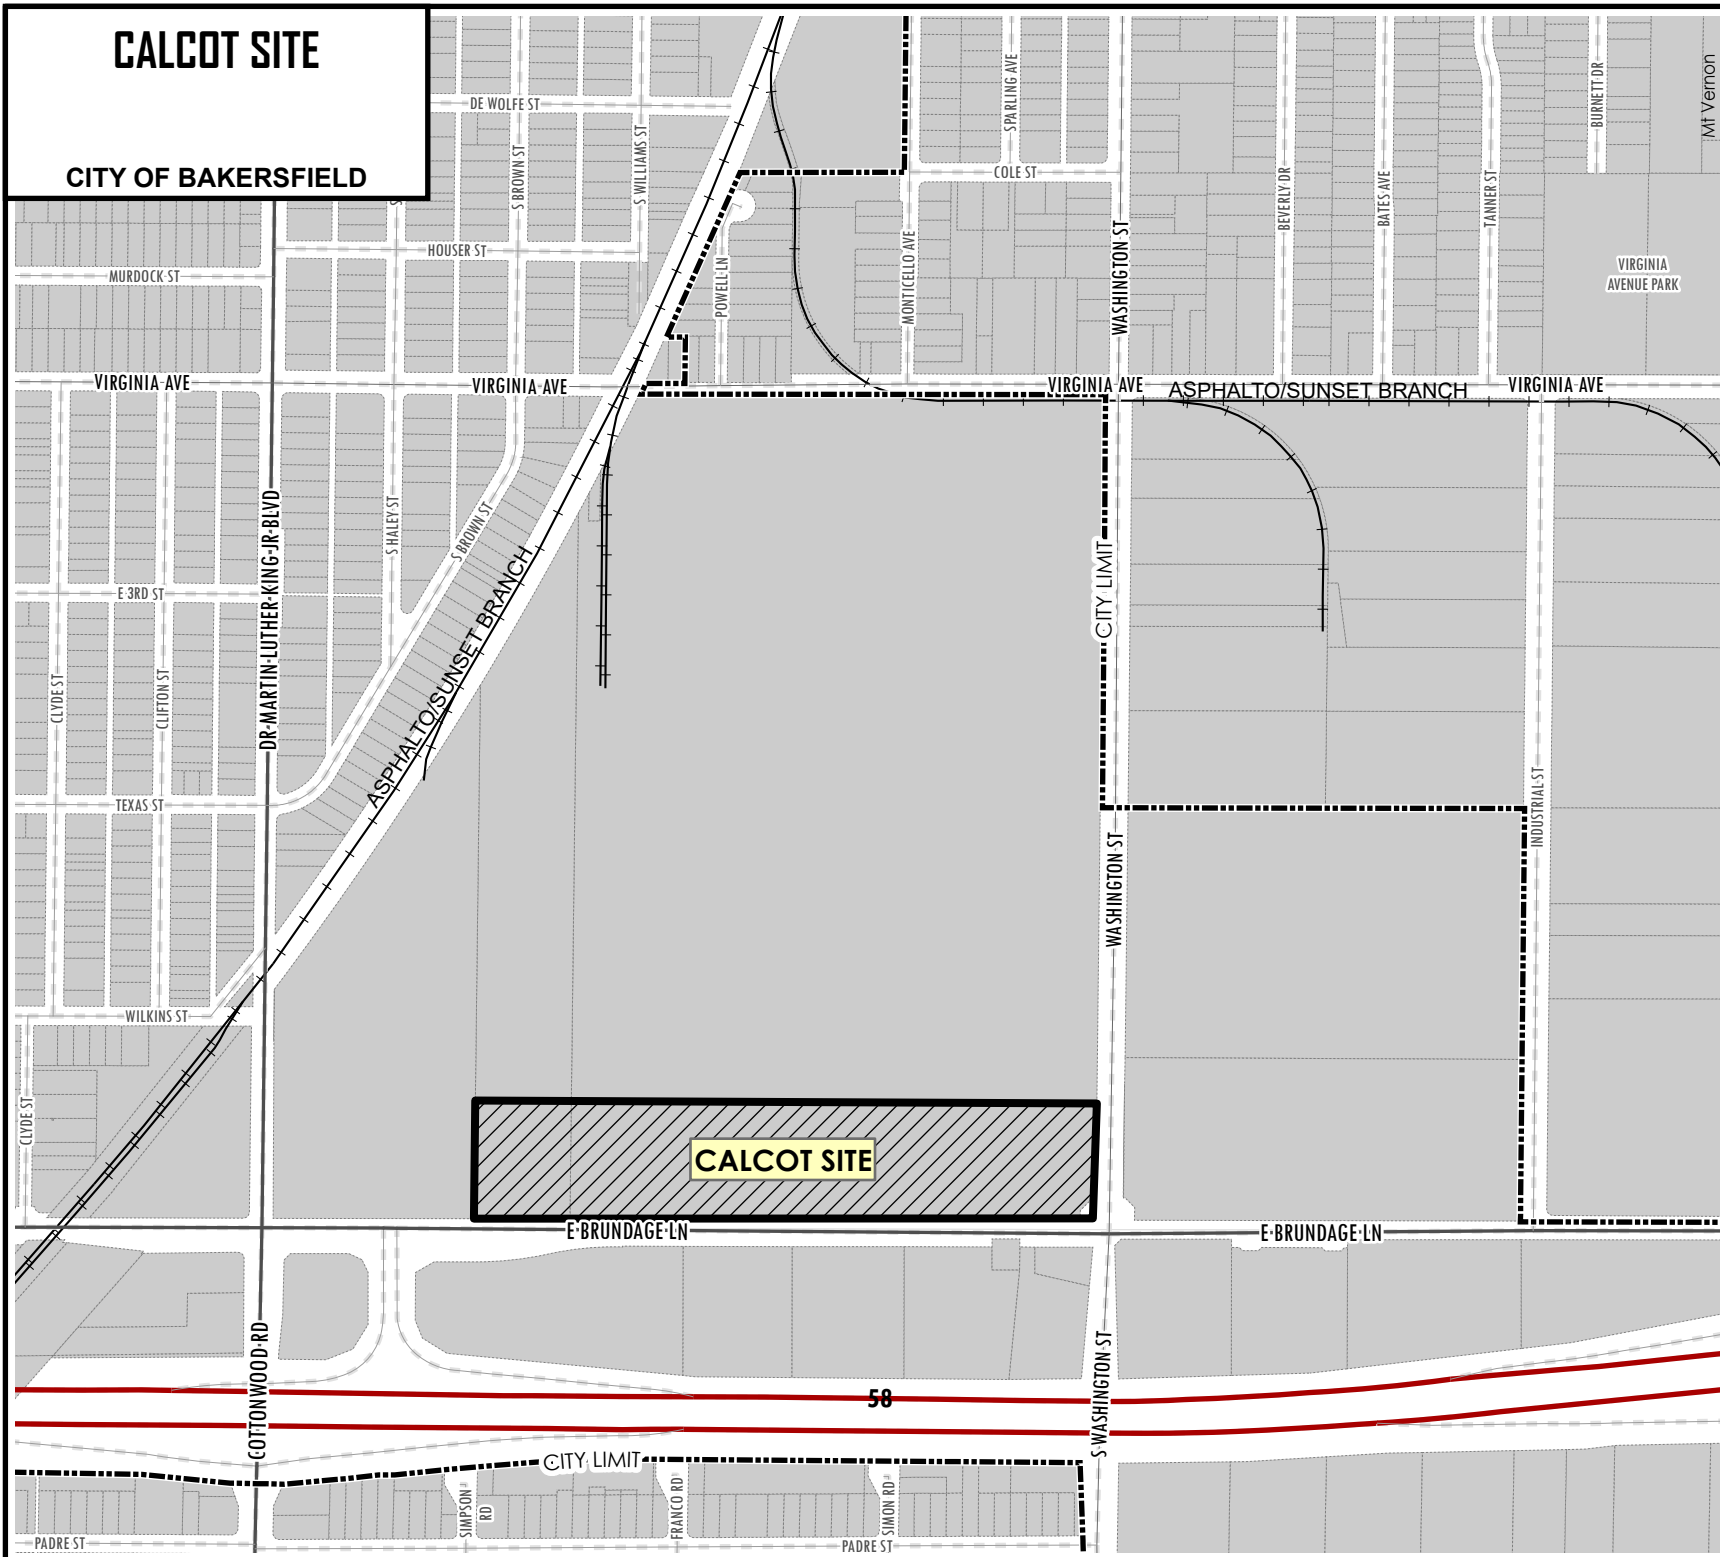 CALCOT SITE
CITY OF BAKERSFIELD
DE WOLFE ST
S BROWN ST
S WILLIAMS ST
SPARLING AVE
BURNETT DR
Mt Vernon
COLE ST
HOUSER ST
MURDOCK ST
POWELL LN
MONTICELLO AVE
WASHINGTON ST
BEVERLY DR
BATES AVE
TANNER ST
VIRGINIA
AVENUE PARK
VIRGINIA AVE
VIRGINIA AVE
VIRGINIA AVE
ASPHALTO/SUNSET BRANCH
VIRGINIA AVE
DR MARTIN LUTHER KING JR BLVD
S HALEY ST
S BROWN ST
ASPHALTO/SUNSET BRANCH
CITY LIMIT
E 3RD ST
CLYDE ST
CLIFTON ST
TEXAS ST
INDUSTRIAL ST
WASHINGTON ST
WILKINS ST
CLYDE ST
CALCOT SITE
E BRUNDAGE LN
E BRUNDAGE LN
COTTONWOOD RD
58
S WASHINGTON ST
CITY LIMIT
SIMPSON
RD
FRANCO RD
SIMON RD
PADRE ST
PADRE ST